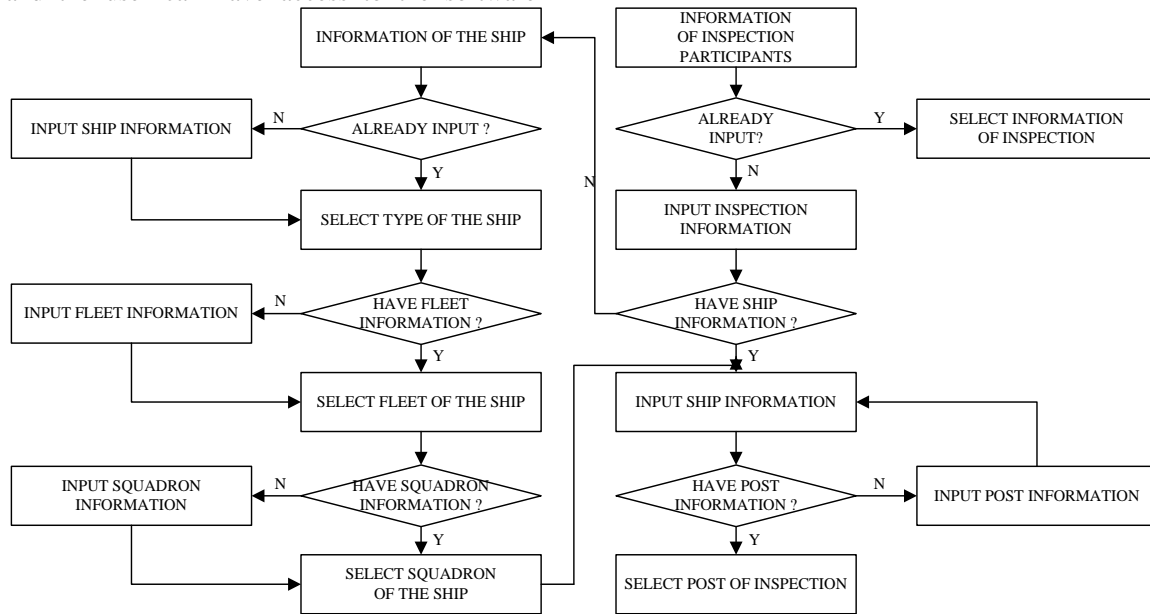 INFORMATION OF THE SHIP
INFORMATION
OF INSPECTION
PARTICIPANTS
INPUT SHIP INFORMATION
N
ALREADY INPUT ?
ALREADY
INPUT?
Y
SELECT INFORMATION
OF INSPECTION
Y
N
N
SELECT TYPE OF THE SHIP
INPUT INSPECTION
INFORMATION
INPUT FLEET INFORMATION
N
HAVE FLEET
INFORMATION ?
HAVE SHIP
INFORMATION ?
Y
Y
SELECT FLEET OF THE SHIP
INPUT SHIP INFORMATION
INPUT SQUADRON
INFORMATION
N
HAVE SQUADRON
INFORMATION ?
HAVE POST
INFORMATION ?
N
INPUT POST INFORMATION
Y
Y
SELECT SQUADRON
OF THE SHIP
SELECT POST OF INSPECTION